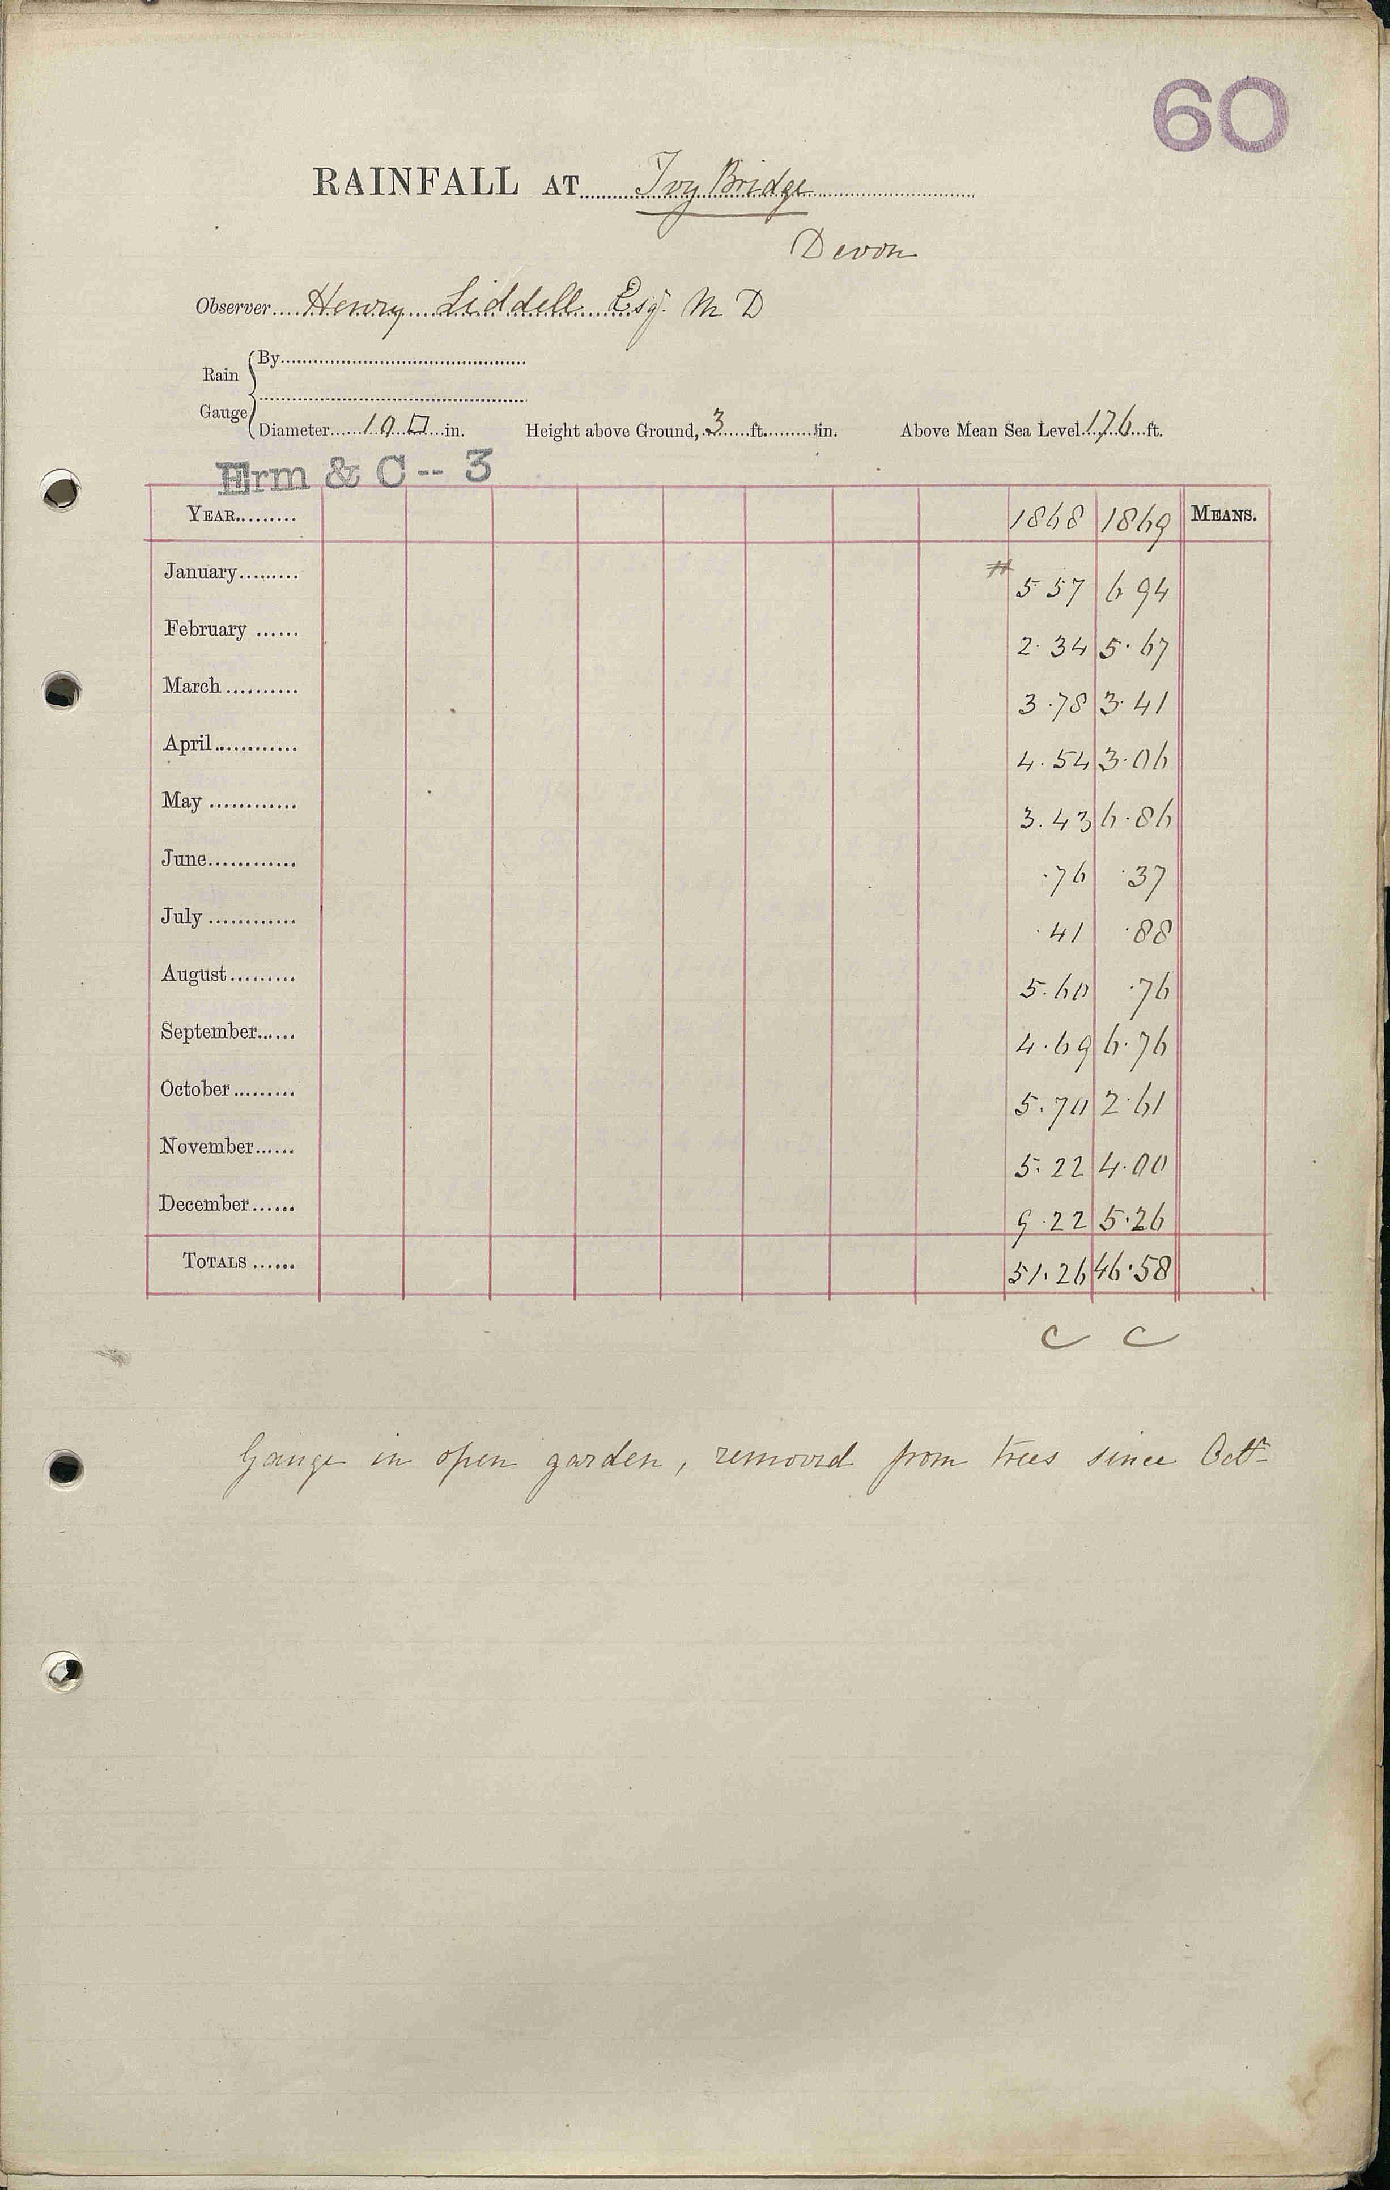 60
RAINFALL AT Ivy Bridge
Devon
Observer Henry Liddell Esq. M D
Rain Gauge { By
Diameter 10 □ in. Height above Ground, 3 ft. in. Above Mean Sea Level 176 ft.
Erm & C -- 3
YEAR 1868 1869 MEANS.
January # 5 57 6 94
February 2.34 5.67
March 3.78 3.41
April 4.54 3.06
May 3.43 6.86
June .76 .37
July .41 .88
August 5.60 .76
September 4.69 6.76
October 5.70 2.61
November 5.22 4.00
December 9.22 5.26
TOTALS 51.26 46.58
C C
Gauge in open garden, removed from trees since Octr